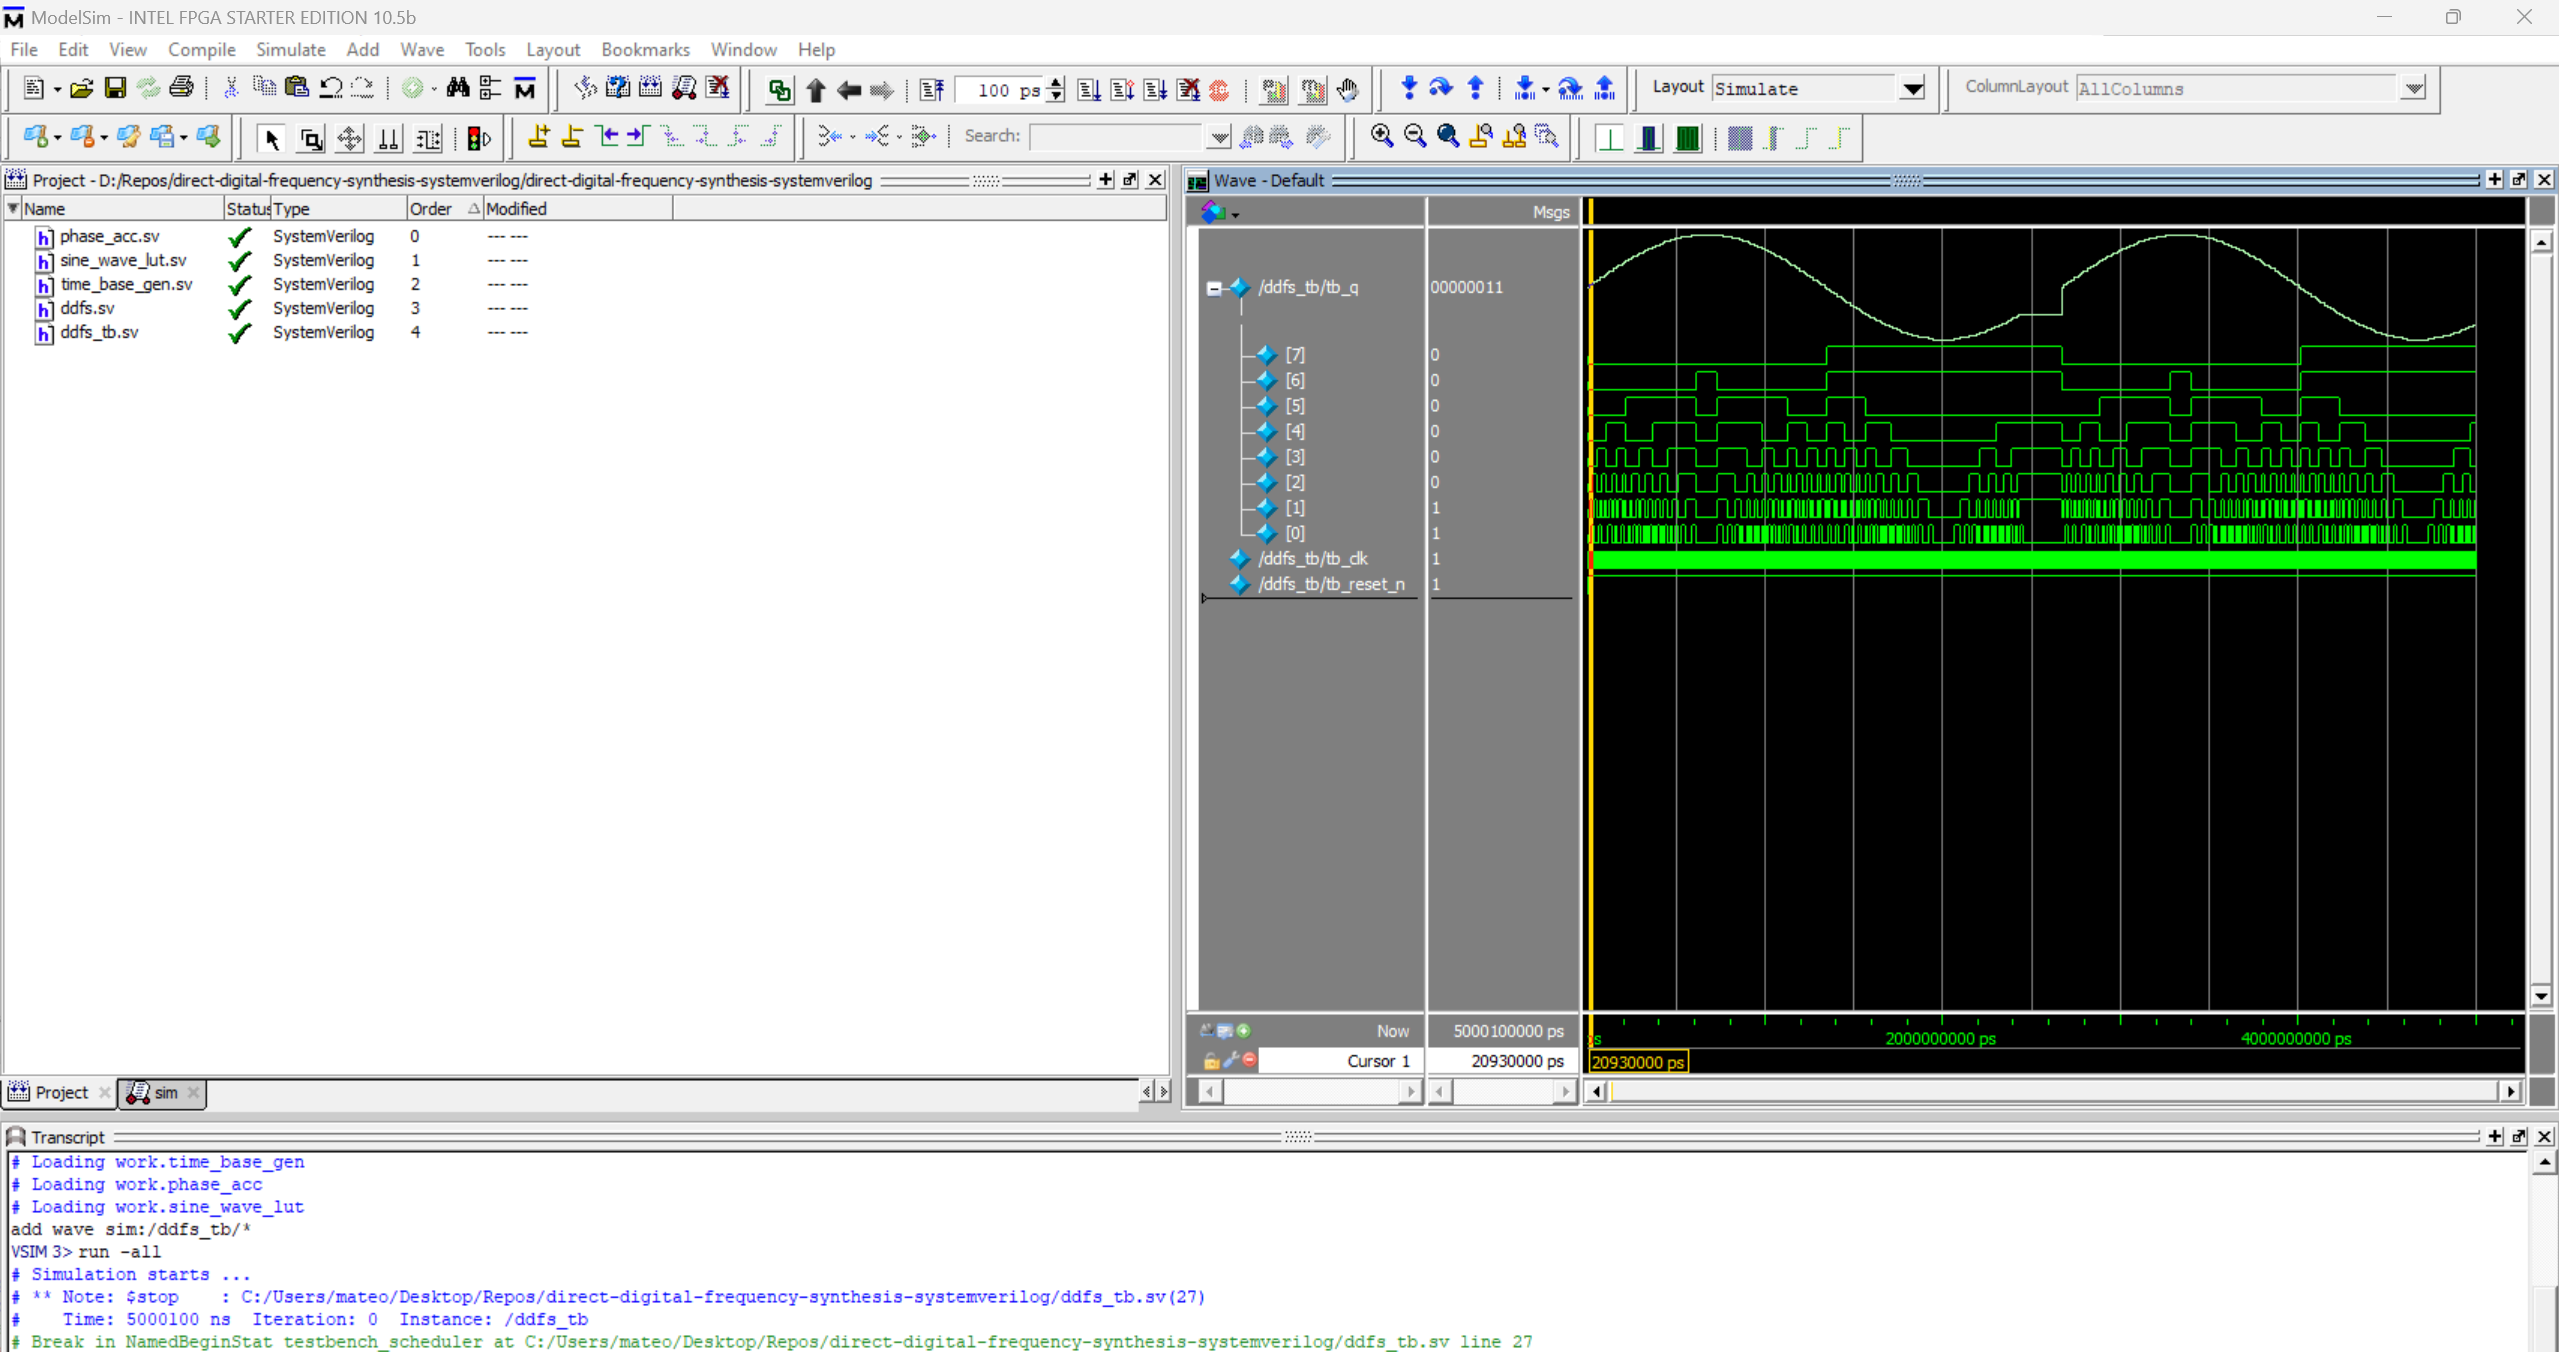 ModelSim - INTEL FPGA STARTER EDITION 10.5b
File Edit View Compile Simulate Add Wave Tools Layout Bookmarks Window Help
100 ps
Layout Simulate
ColumnLayout AllColumns
Search:
Project - D:/Repos/direct-digital-frequency-synthesis-systemverilog/direct-digital-frequency-synthesis-systemverilog
Name Status Type Order Modified
phase_acc.sv SystemVerilog 0 --- ---
sine_wave_lut.sv SystemVerilog 1 --- ---
time_base_gen.sv SystemVerilog 2 --- ---
ddfs.sv SystemVerilog 3 --- ---
ddfs_tb.sv SystemVerilog 4 --- ---
Project
sim
Wave - Default
Msgs
/ddfs_tb/tb_q 00000011
[7] 0
[6] 0
[5] 0
[4] 0
[3] 0
[2] 0
[1] 1
[0] 1
/ddfs_tb/tb_clk 1
/ddfs_tb/tb_reset_n 1
Now 5000100000 ps
2000000000 ps 4000000000 ps
Cursor 1 20930000 ps
20930000 ps
Transcript
# Loading work.time_base_gen
# Loading work.phase_acc
# Loading work.sine_wave_lut
add wave sim:/ddfs_tb/*
VSIM 3> run -all
# Simulation starts ...
# ** Note: $stop : C:/Users/mateo/Desktop/Repos/direct-digital-frequency-synthesis-systemverilog/ddfs_tb.sv(27)
# Time: 5000100 ns Iteration: 0 Instance: /ddfs_tb
# Break in NamedBeginStat testbench_scheduler at C:/Users/mateo/Desktop/Repos/direct-digital-frequency-synthesis-systemverilog/ddfs_tb.sv line 27